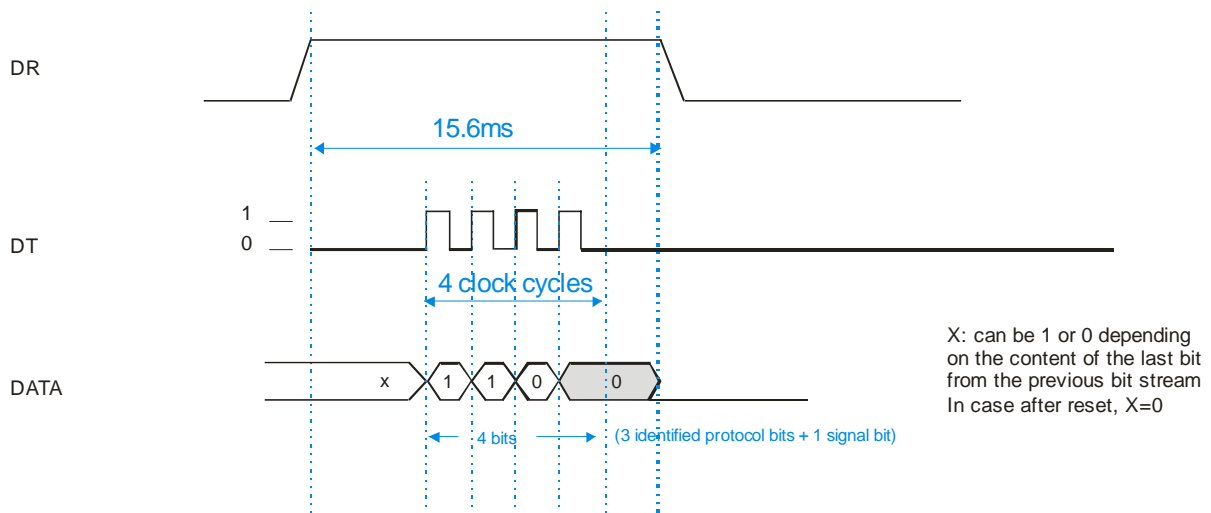 DR
15.6ms
1
0
DT
4 clock cycles
X: can be 1 or 0 depending
on the content of the last bit
from the previous bit stream
In case after reset, X=0
DATA
x 1 1 0 0
4 bits
(3 identified protocol bits + 1 signal bit)